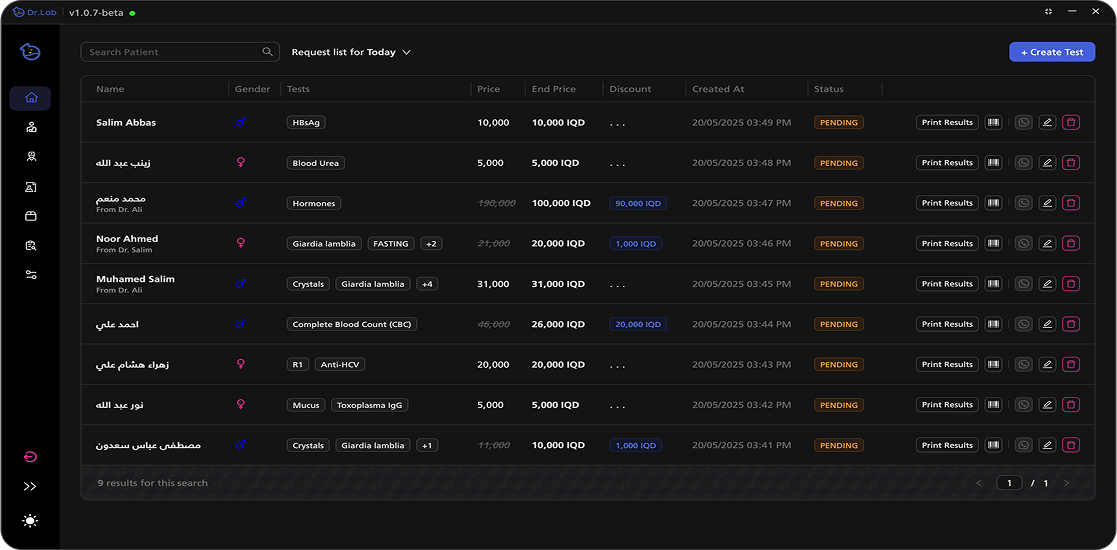 Dr.Lab v1.0.7-beta
Search Patient
Request list for Today
+ Create Test
Name Gender Tests Price End Price Discount Created At Status
Salim Abbas HBsAg 10,000 10,000 IQD . . . 20/05/2025 03:49 PM PENDING Print Results
زينب عبد الله Blood Urea 5,000 5,000 IQD . . . 20/05/2025 03:48 PM PENDING Print Results
محمد منعم Hormones 190,000 100,000 IQD 90,000 IQD 20/05/2025 03:47 PM PENDING Print Results
From Dr. Ali
Noor Ahmed Giardia lamblia FASTING +2 21,000 20,000 IQD 1,000 IQD 20/05/2025 03:46 PM PENDING Print Results
From Dr. Salim
Muhamed Salim Crystals Giardia lamblia +4 31,000 31,000 IQD . . . 20/05/2025 03:45 PM PENDING Print Results
From Dr. Ali
احمد علي Complete Blood Count (CBC) 46,000 26,000 IQD 20,000 IQD 20/05/2025 03:44 PM PENDING Print Results
زهراء هشام علي R1 Anti-HCV 20,000 20,000 IQD . . . 20/05/2025 03:43 PM PENDING Print Results
نور عبد الله Mucus Toxoplasma IgG 5,000 5,000 IQD . . . 20/05/2025 03:42 PM PENDING Print Results
مصطفى عباس سعدون Crystals Giardia lamblia +1 11,000 10,000 IQD 1,000 IQD 20/05/2025 03:41 PM PENDING Print Results
9 results for this search
< 1 / 1 >